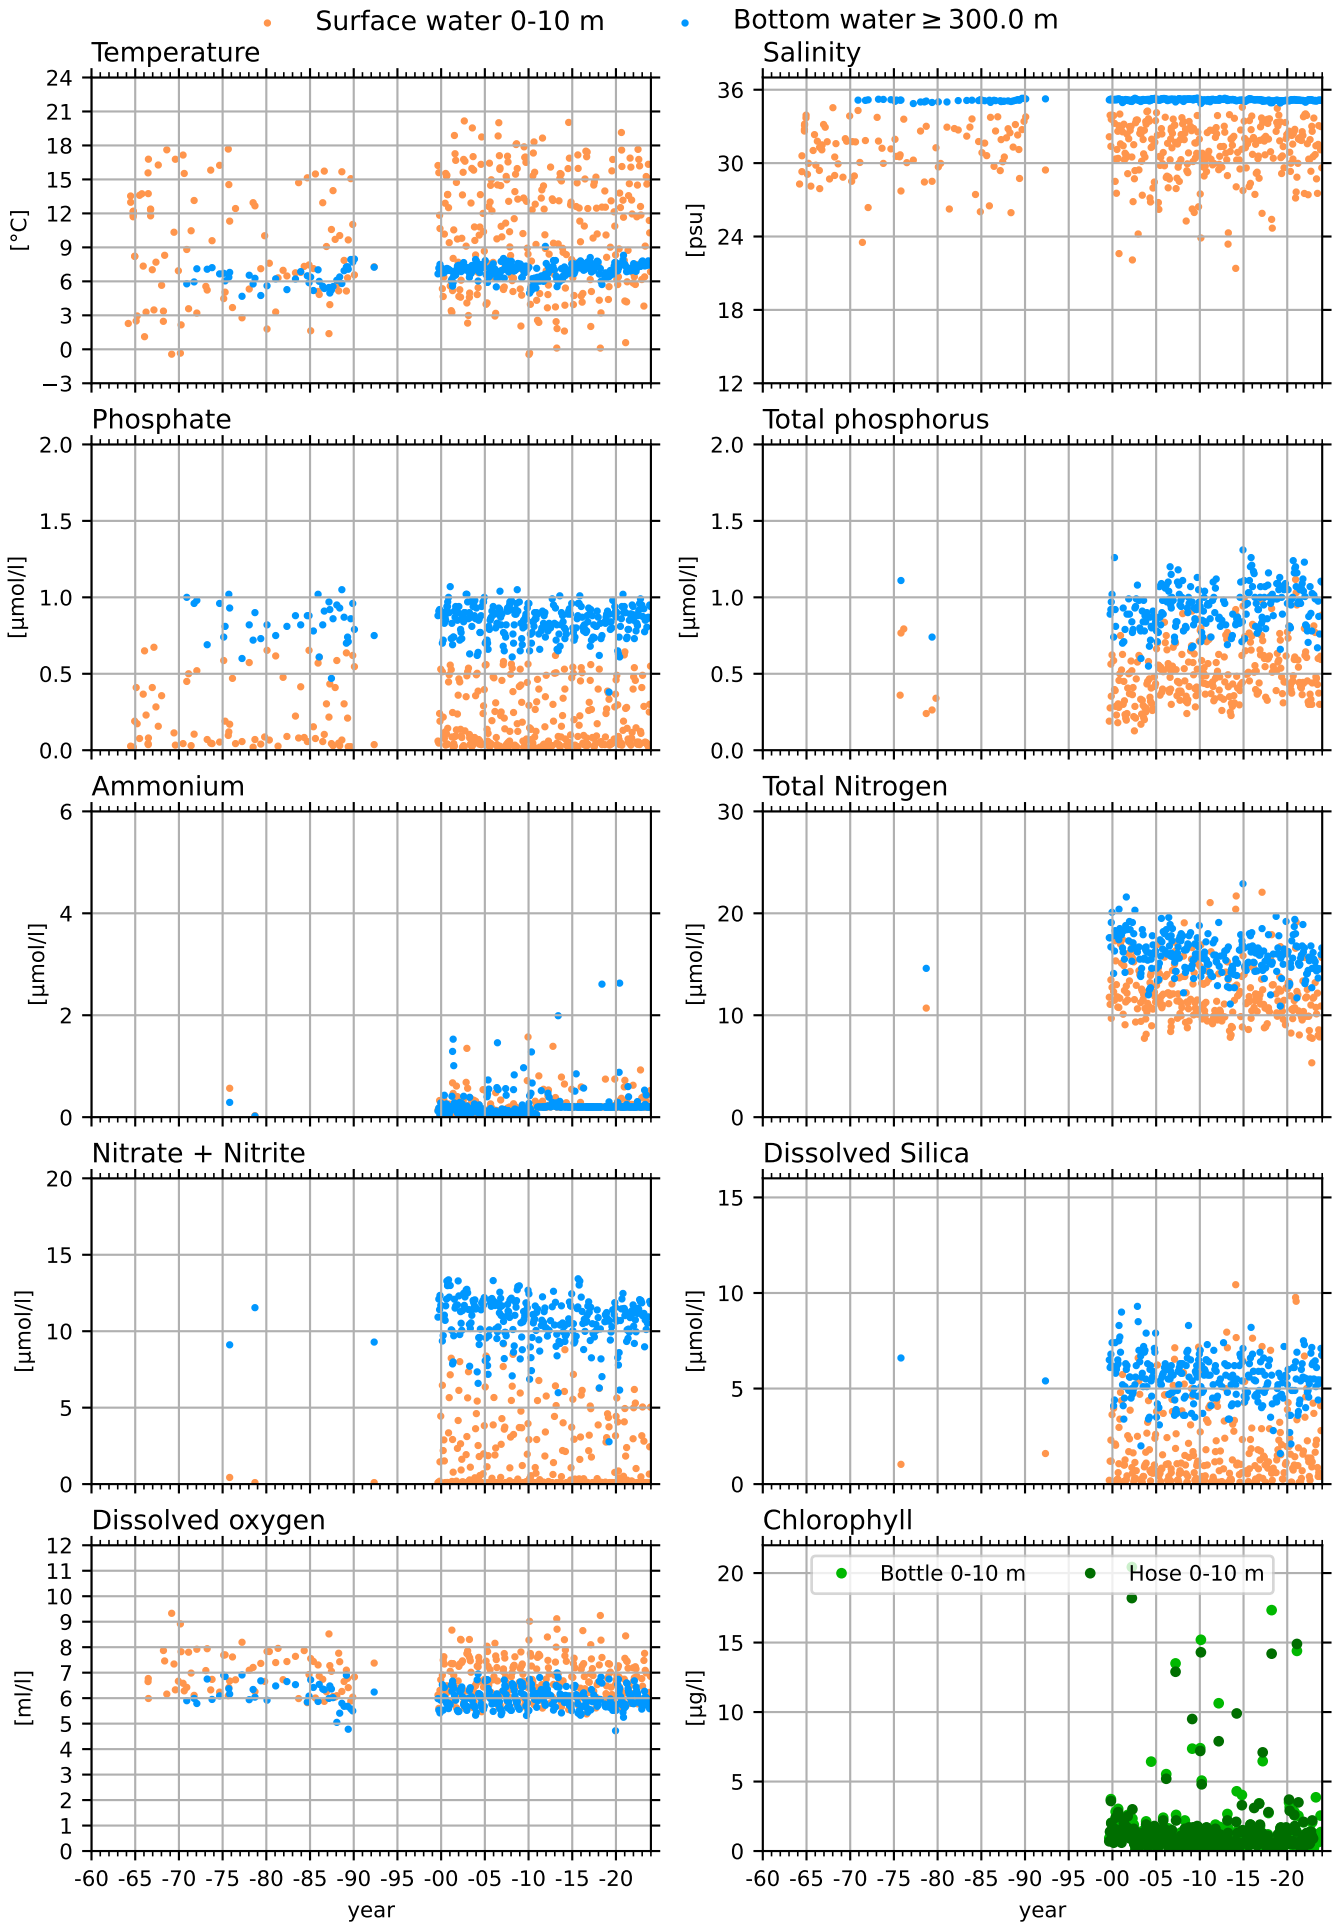 Surface water 0-10 m
Bottom water ≥ 300.0 m
Temperature
24
21
18
15
12
9
6
3
0
−3
[°C]
Salinity
36
30
24
18
12
[psu]
Phosphate
2.0
1.5
1.0
0.5
0.0
[µmol/l]
Total phosphorus
2.0
1.5
1.0
0.5
0.0
[µmol/l]
Ammonium
6
4
2
0
[µmol/l]
Total Nitrogen
30
20
10
0
[µmol/l]
Nitrate + Nitrite
20
15
10
5
0
[µmol/l]
Dissolved Silica
15
10
5
0
[µmol/l]
Dissolved oxygen
12
11
10
9
8
7
6
5
4
3
2
1
0
[ml/l]
-60 -65 -70 -75 -80 -85 -90 -95 -00 -05 -10 -15 -20
year
Chlorophyll
Bottle 0-10 m
Hose 0-10 m
20
15
10
5
0
[µg/l]
-60 -65 -70 -75 -80 -85 -90 -95 -00 -05 -10 -15 -20
year